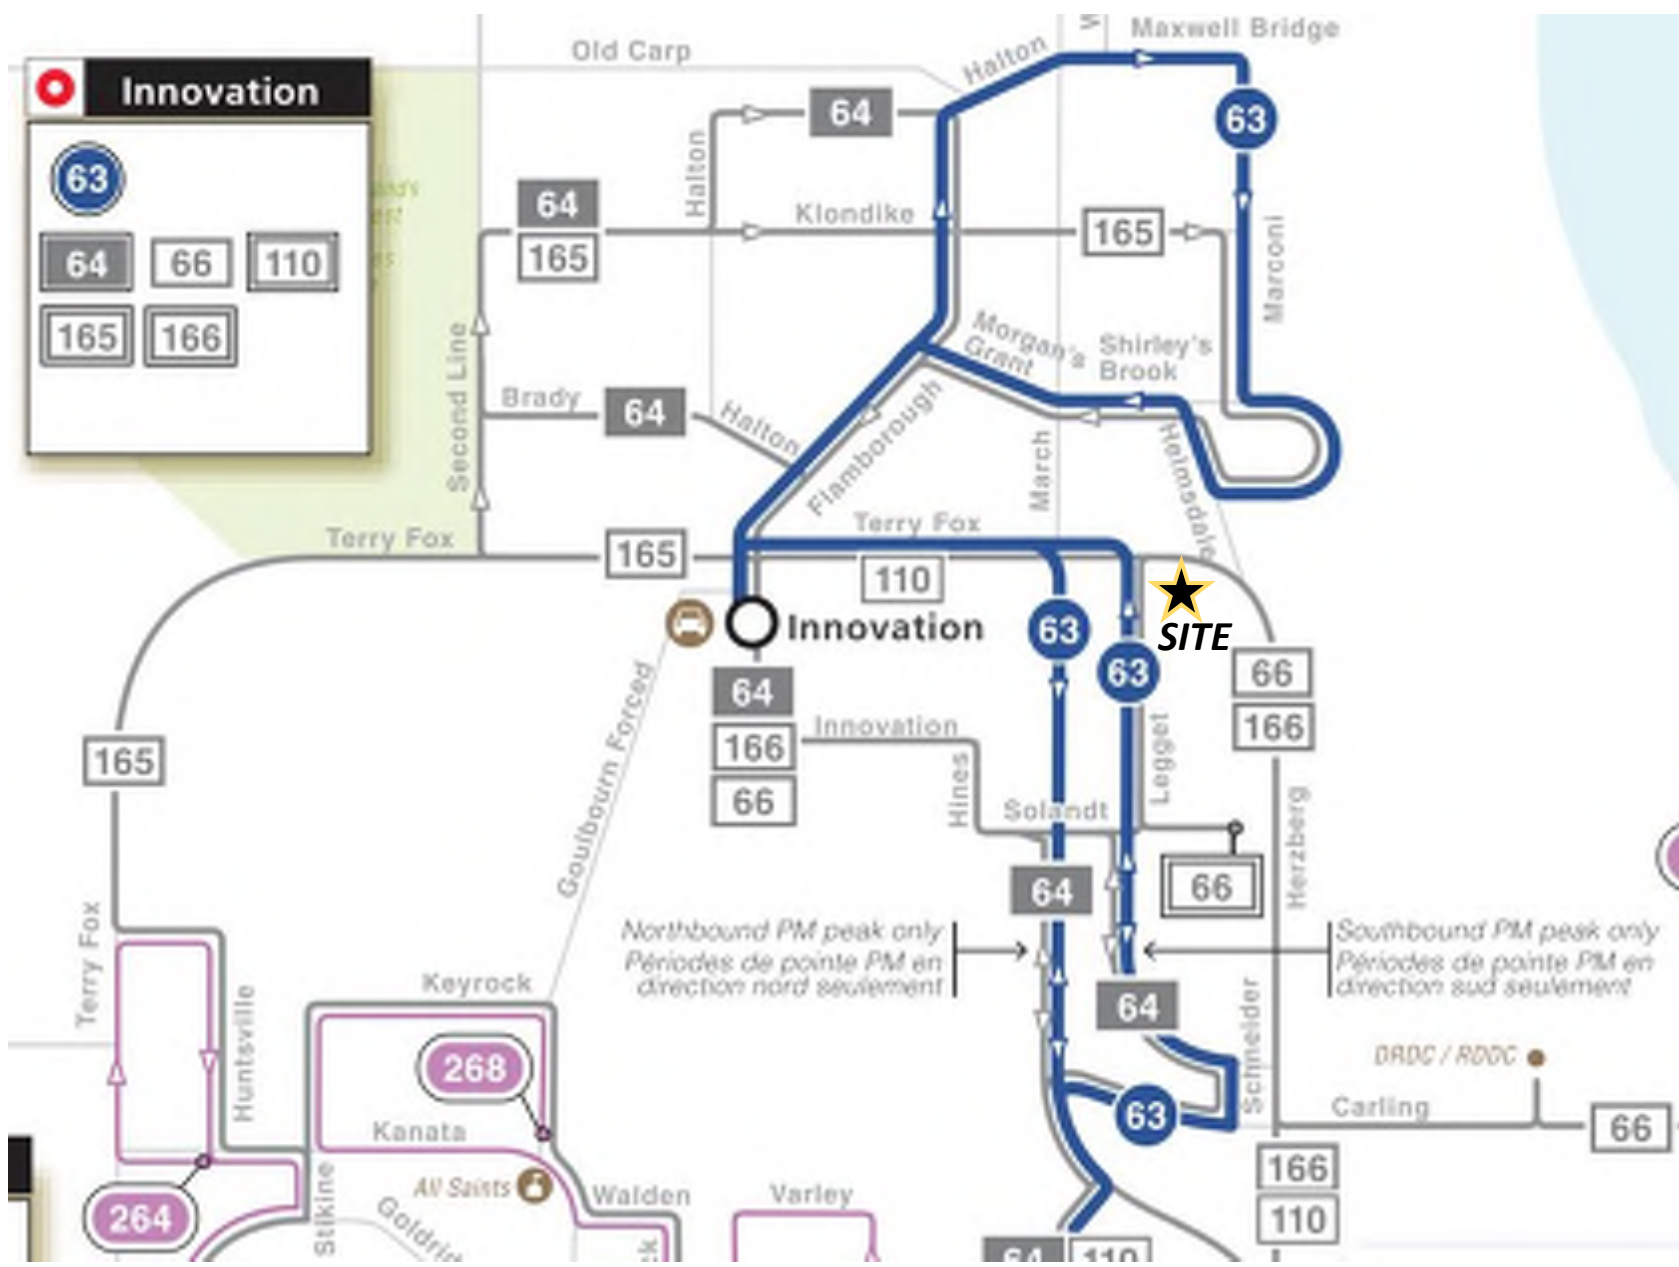 Maxwell Bridge
Old Carp
Halton
Innovation
63
64 66 110
165 166
64
63
Halton
64
165
Klondike
165
Marconi
Second Line
Morgan's
Grant
Shirley's
Brook
Brady
64
Halton
Flamborough
March
Helmsdale
Terry Fox
165
Terry Fox
110
Innovation
63
63
SITE
66
166
64
166
66
Innovation
Hines
Solandt
Legget
Goulbourn Forced
165
64
66
Herzberg
Northbound PM peak only
Périodes de pointe PM en
direction nord seulement
Southbound PM peak only
Périodes de pointe PM en
direction sud seulement
Terry Fox
Huntsville
Keyrock
64
268
Schneider
DRDC / RDDC
Carling
66
63
Kanata
All Saints
Stikine
264
Walden
Varley
166
110
64 110